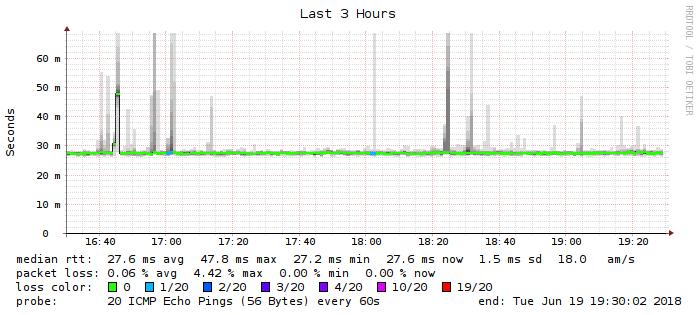 Last 3 Hours
RRDTOOL / TOBI OETIKER
Seconds
60 m
50 m
40 m
30 m
20 m
10 m
0
16:40 17:00 17:20 17:40 18:00 18:20 18:40 19:00 19:20
median rtt: 27.6 ms avg 47.8 ms max 27.2 ms min 27.6 ms now 1.5 ms sd 18.0 am/s
packet loss: 0.06 % avg 4.42 % max 0.00 % min 0.00 % now
loss color: 0 1/20 2/20 3/20 4/20 10/20 19/20
probe: 20 ICMP Echo Pings (56 Bytes) every 60s end: Tue Jun 19 19:30:02 2018